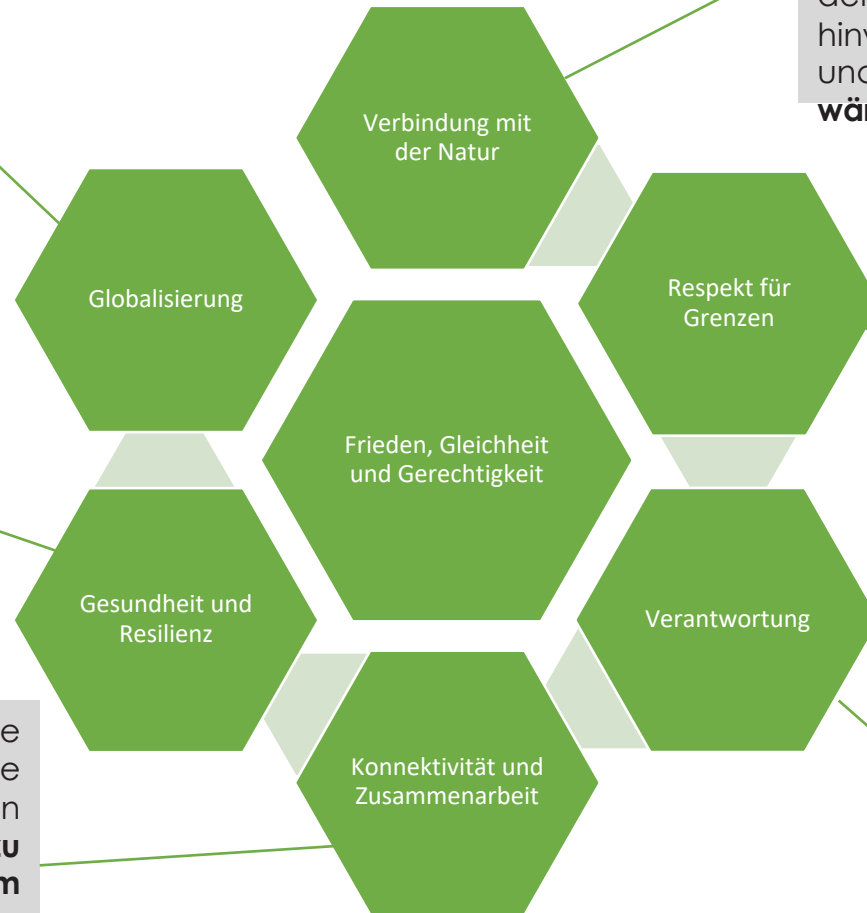 Verbindung mit
der Natur
Globalisierung
Respekt für
Grenzen
Frieden, Gleichheit
und Gerechtigkeit
Gesundheit und
Resilienz
Verantwortung
Konnektivität und
Zusammenarbeit